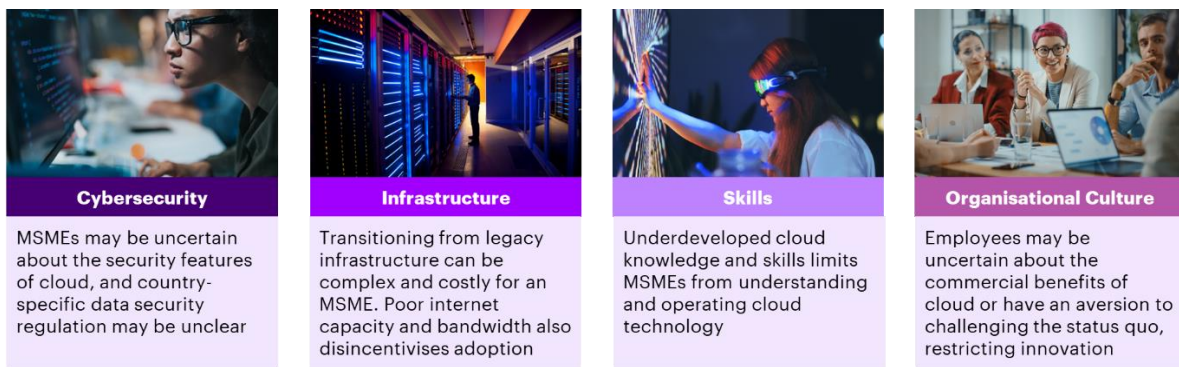 Cybersecurity
MSMEs may be uncertain
about the security features
of cloud, and country-
specific data security
regulation may be unclear
Infrastructure
Transitioning from legacy
infrastructure can be
complex and costly for an
MSME. Poor internet
capacity and bandwidth also
disincentivises adoption
Skills
Underdeveloped cloud
knowledge and skills limits
MSMEs from understanding
and operating cloud
technology
Organisational Culture
Employees may be
uncertain about the
commercial benefits of
cloud or have an aversion to
challenging the status quo,
restricting innovation